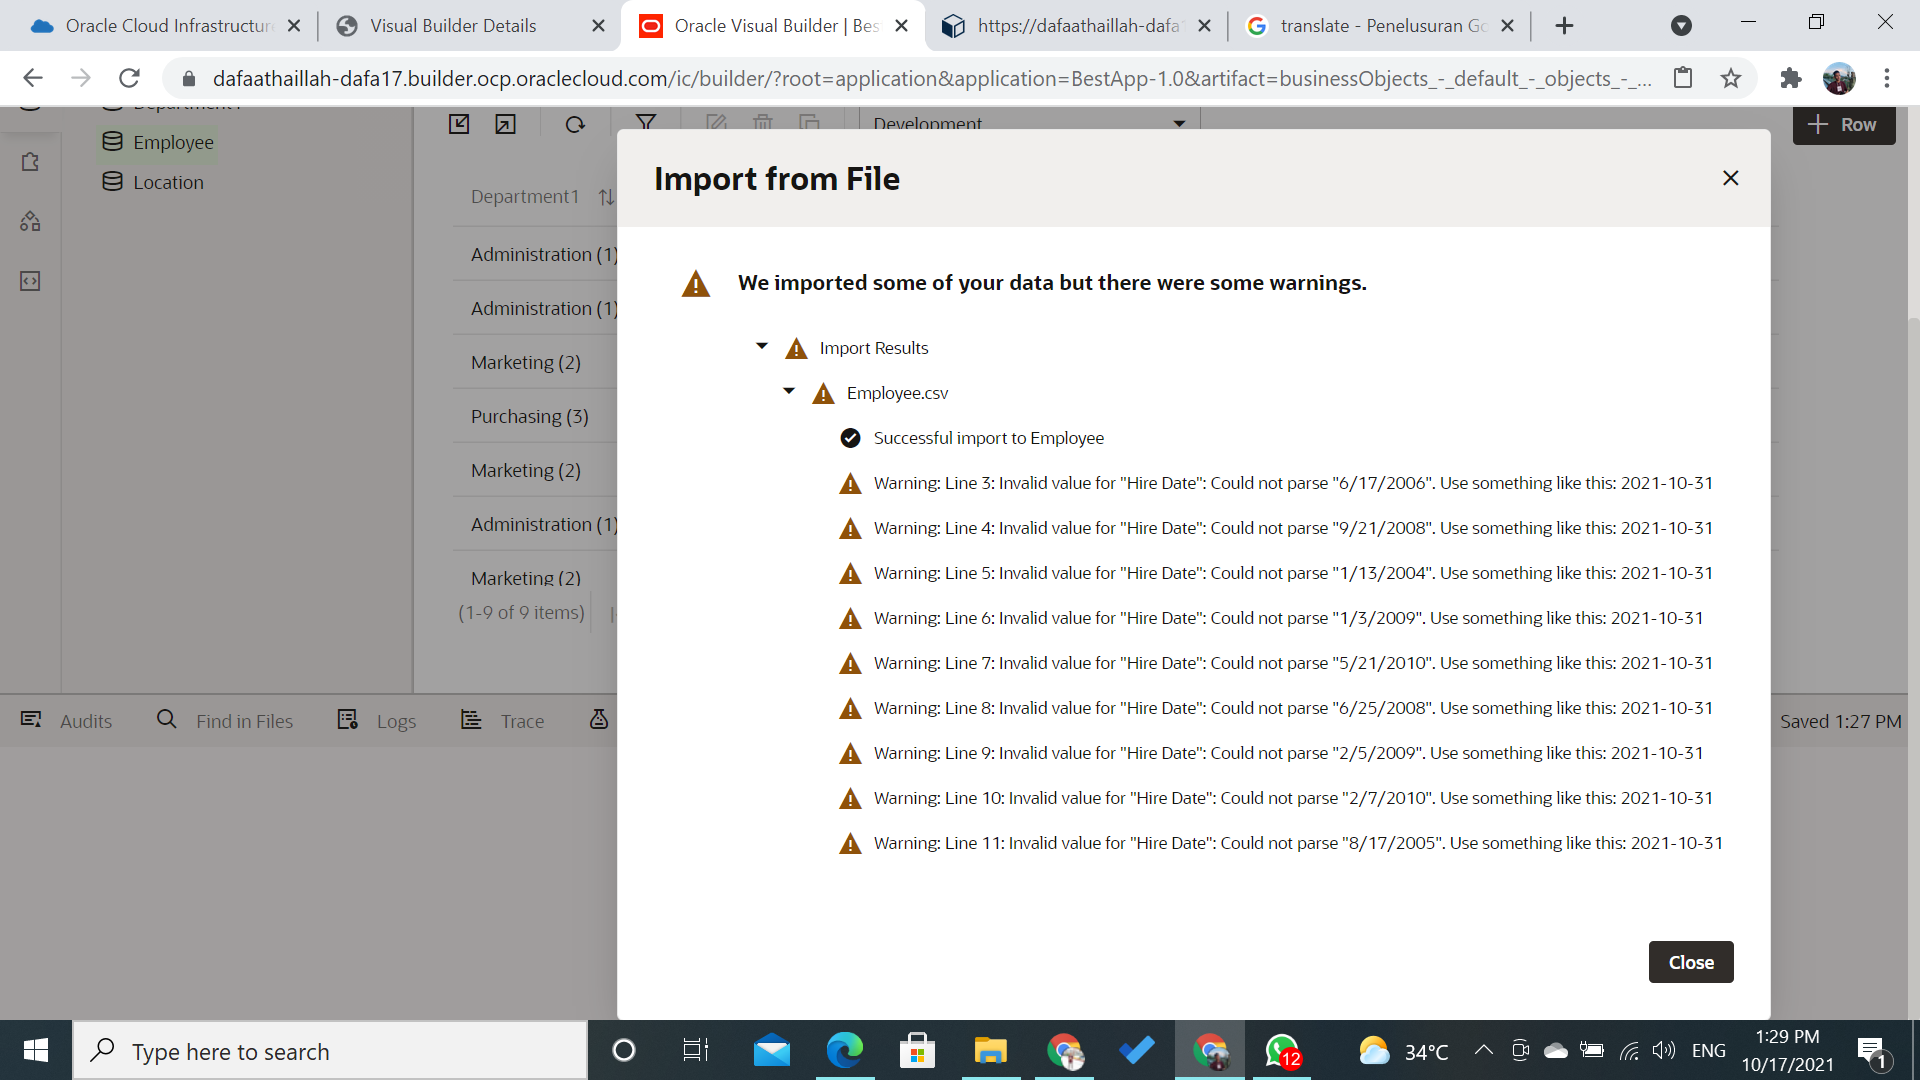 Oracle Cloud Infrastructur
Visual Builder Details
Oracle Visual Builder | Bes
https://dafaathaillah-dafa1
translate - Penelusuran Go
dafaathaillah-dafa17.builder.ocp.oraclecloud.com/ic/builder/?root=application&application=BestApp-1.0&artifact=businessObjects_-_default_-_objects_-_...
Employee
Location
Development
Row
Import from File
Department1
Administration (1)
Administration (1)
Marketing (2)
Purchasing (3)
Marketing (2)
Administration (1)
Marketing (2)
(1-9 of 9 items)
We imported some of your data but there were some warnings.
Import Results
Employee.csv
Successful import to Employee
Warning: Line 3: Invalid value for "Hire Date": Could not parse "6/17/2006". Use something like this: 2021-10-31
Warning: Line 4: Invalid value for "Hire Date": Could not parse "9/21/2008". Use something like this: 2021-10-31
Warning: Line 5: Invalid value for "Hire Date": Could not parse "1/13/2004". Use something like this: 2021-10-31
Warning: Line 6: Invalid value for "Hire Date": Could not parse "1/3/2009". Use something like this: 2021-10-31
Warning: Line 7: Invalid value for "Hire Date": Could not parse "5/21/2010". Use something like this: 2021-10-31
Warning: Line 8: Invalid value for "Hire Date": Could not parse "6/25/2008". Use something like this: 2021-10-31
Warning: Line 9: Invalid value for "Hire Date": Could not parse "2/5/2009". Use something like this: 2021-10-31
Warning: Line 10: Invalid value for "Hire Date": Could not parse "2/7/2010". Use something like this: 2021-10-31
Warning: Line 11: Invalid value for "Hire Date": Could not parse "8/17/2005". Use something like this: 2021-10-31
Close
Audits
Find in Files
Logs
Trace
Saved 1:27 PM
Type here to search
12
34°C
ENG
1:29 PM
10/17/2021
1